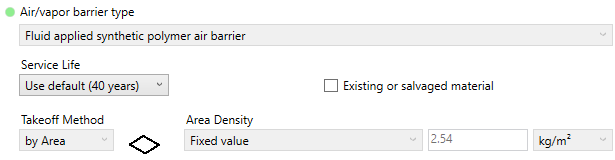 Air/vapor barrier type
Fluid applied synthetic polymer air barrier
Service Life
Use default (40 years)
Existing or salvaged material
Takeoff Method
Area Density
by Area
Fixed value
2.54
kg/m²